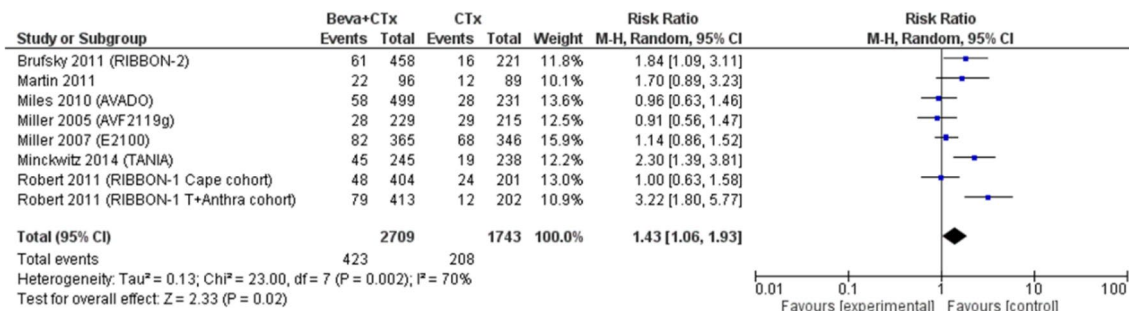 Beva+CTx CTx Risk Ratio Risk Ratio
Study or Subgroup Events Total Events Total Weight M-H, Random, 95% CI M-H, Random, 95% CI
Brufsky 2011 (RIBBON-2) 61 458 16 221 11.8% 1.84 [1.09, 3.11]
Martin 2011 22 96 12 89 10.1% 1.70 [0.89, 3.23]
Miles 2010 (AVADO) 58 499 28 231 13.6% 0.96 [0.63, 1.46]
Miller 2005 (AVF2119g) 28 229 29 215 12.5% 0.91 [0.56, 1.47]
Miller 2007 (E2100) 82 365 68 346 15.9% 1.14 [0.86, 1.52]
Minckwitz 2014 (TANIA) 45 245 19 238 12.2% 2.30 [1.39, 3.81]
Robert 2011 (RIBBON-1 Cape cohort) 48 404 24 201 13.0% 1.00 [0.63, 1.58]
Robert 2011 (RIBBON-1 T+Anthra cohort) 79 413 12 202 10.9% 3.22 [1.80, 5.77]
Total (95% CI) 2709 1743 100.0% 1.43 [1.06, 1.93]
Total events 423 208
Heterogeneity: Tau² = 0.13; Chi² = 23.00, df = 7 (P = 0.002); I² = 70%
Test for overall effect: Z = 2.33 (P = 0.02)
0.01 0.1 1 10 100
Favours [experimental] Favours [control]